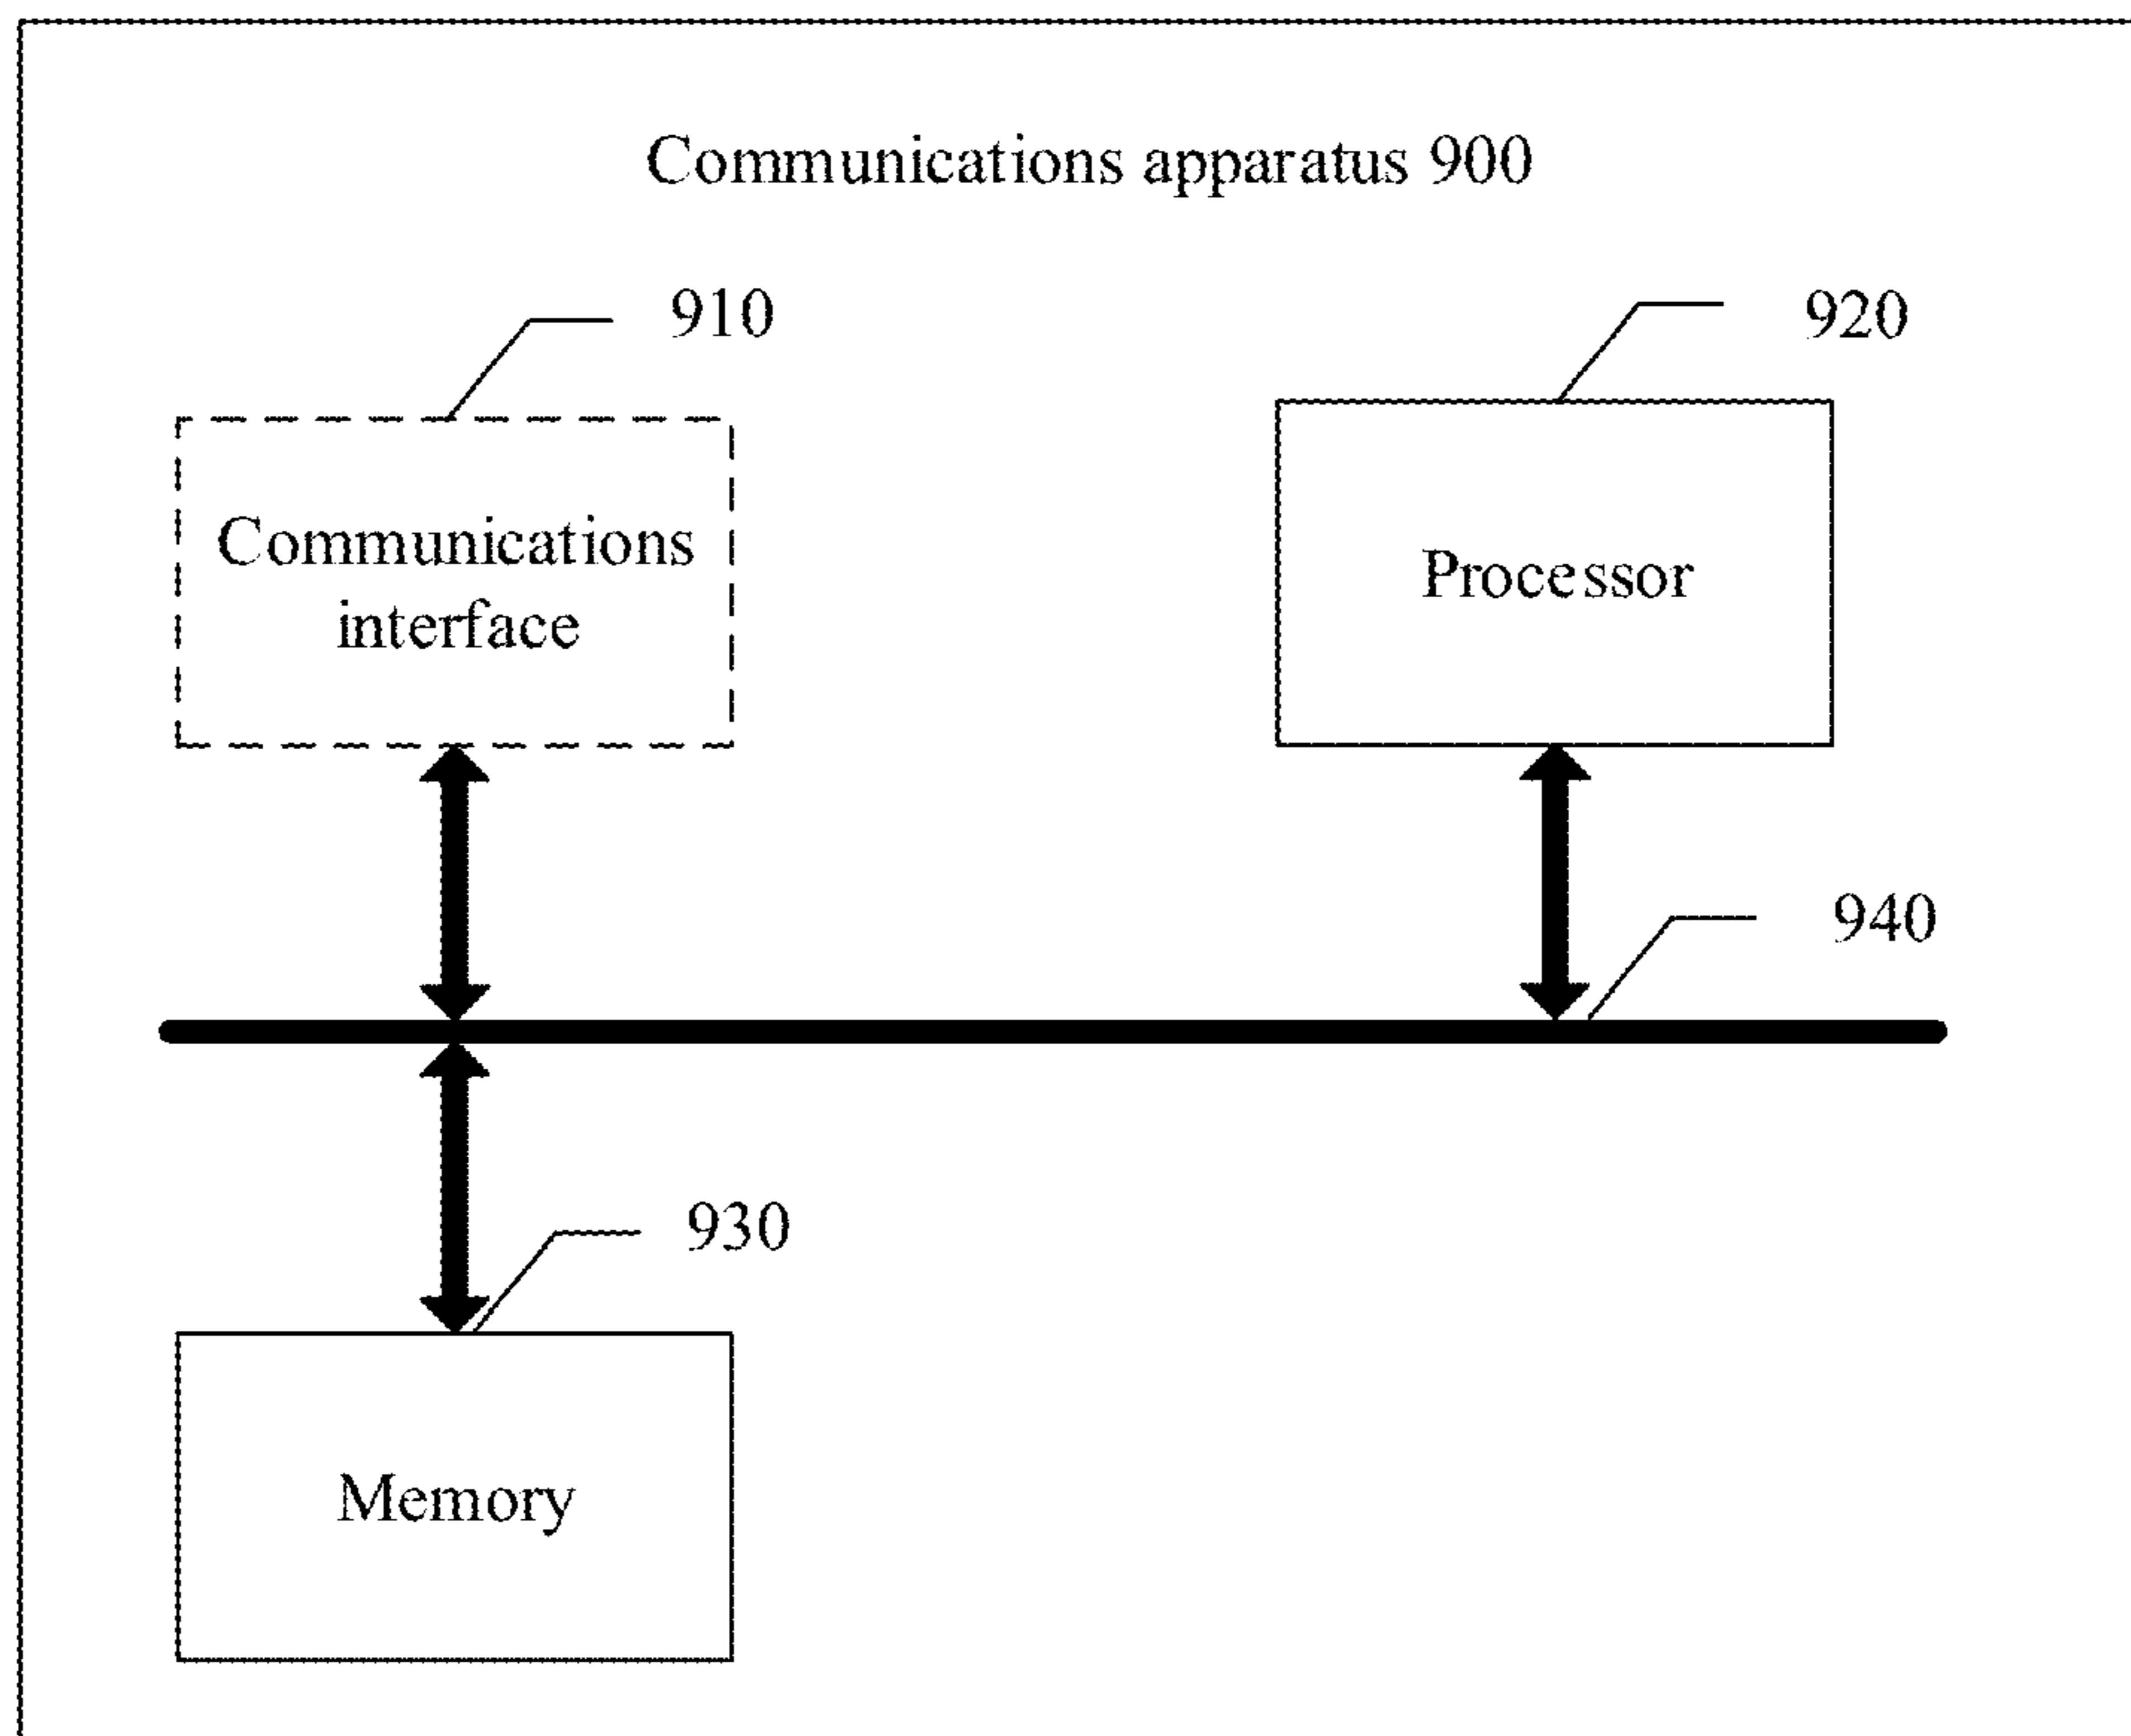 Communications apparatus 900
910
920
Communications
interface
Processor
940
930
Memory